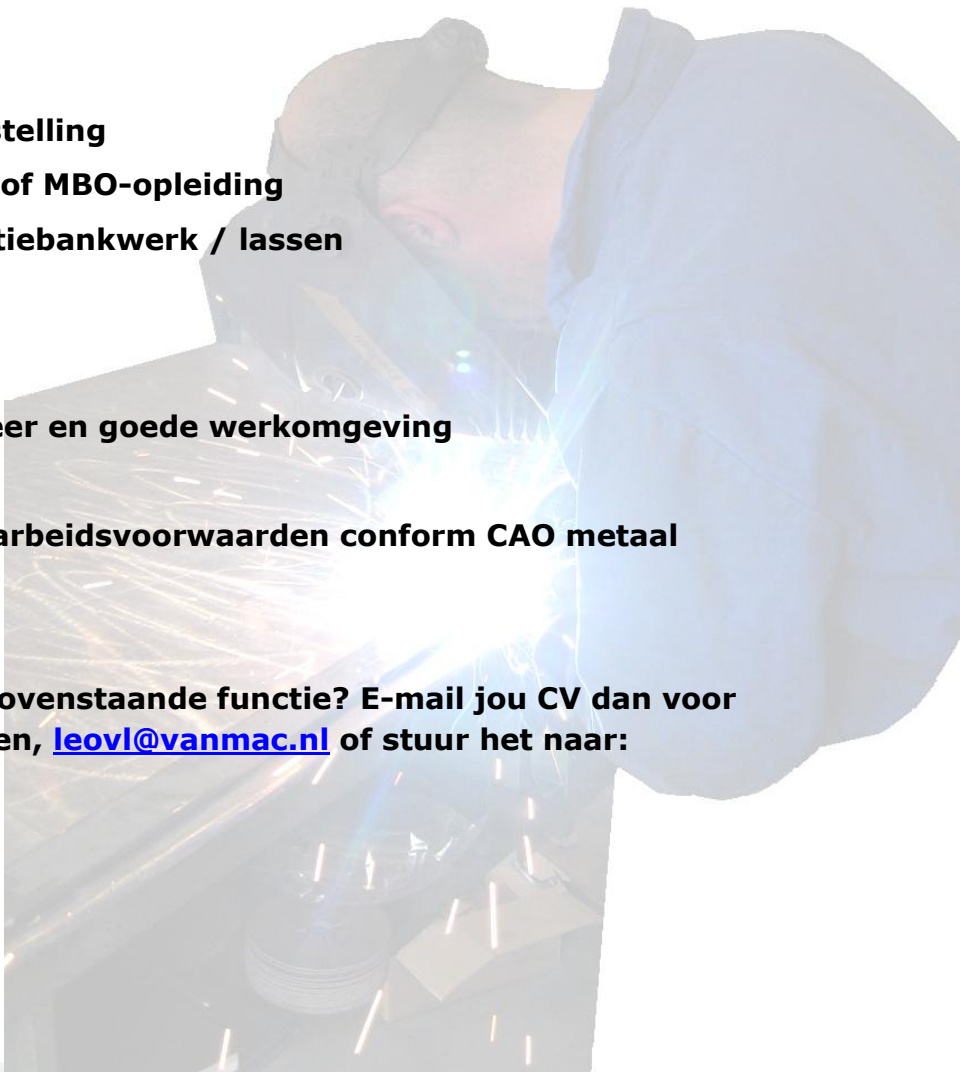 stelling
of MBO-opleiding
tiebankwerk / lassen
eer en goede werkomgeving
arbeidsvoorwaarden conform CAO metaal
ovenstaande functie? E-mail jou CV dan voor
en, leovl@vanmac.nl of stuur het naar: